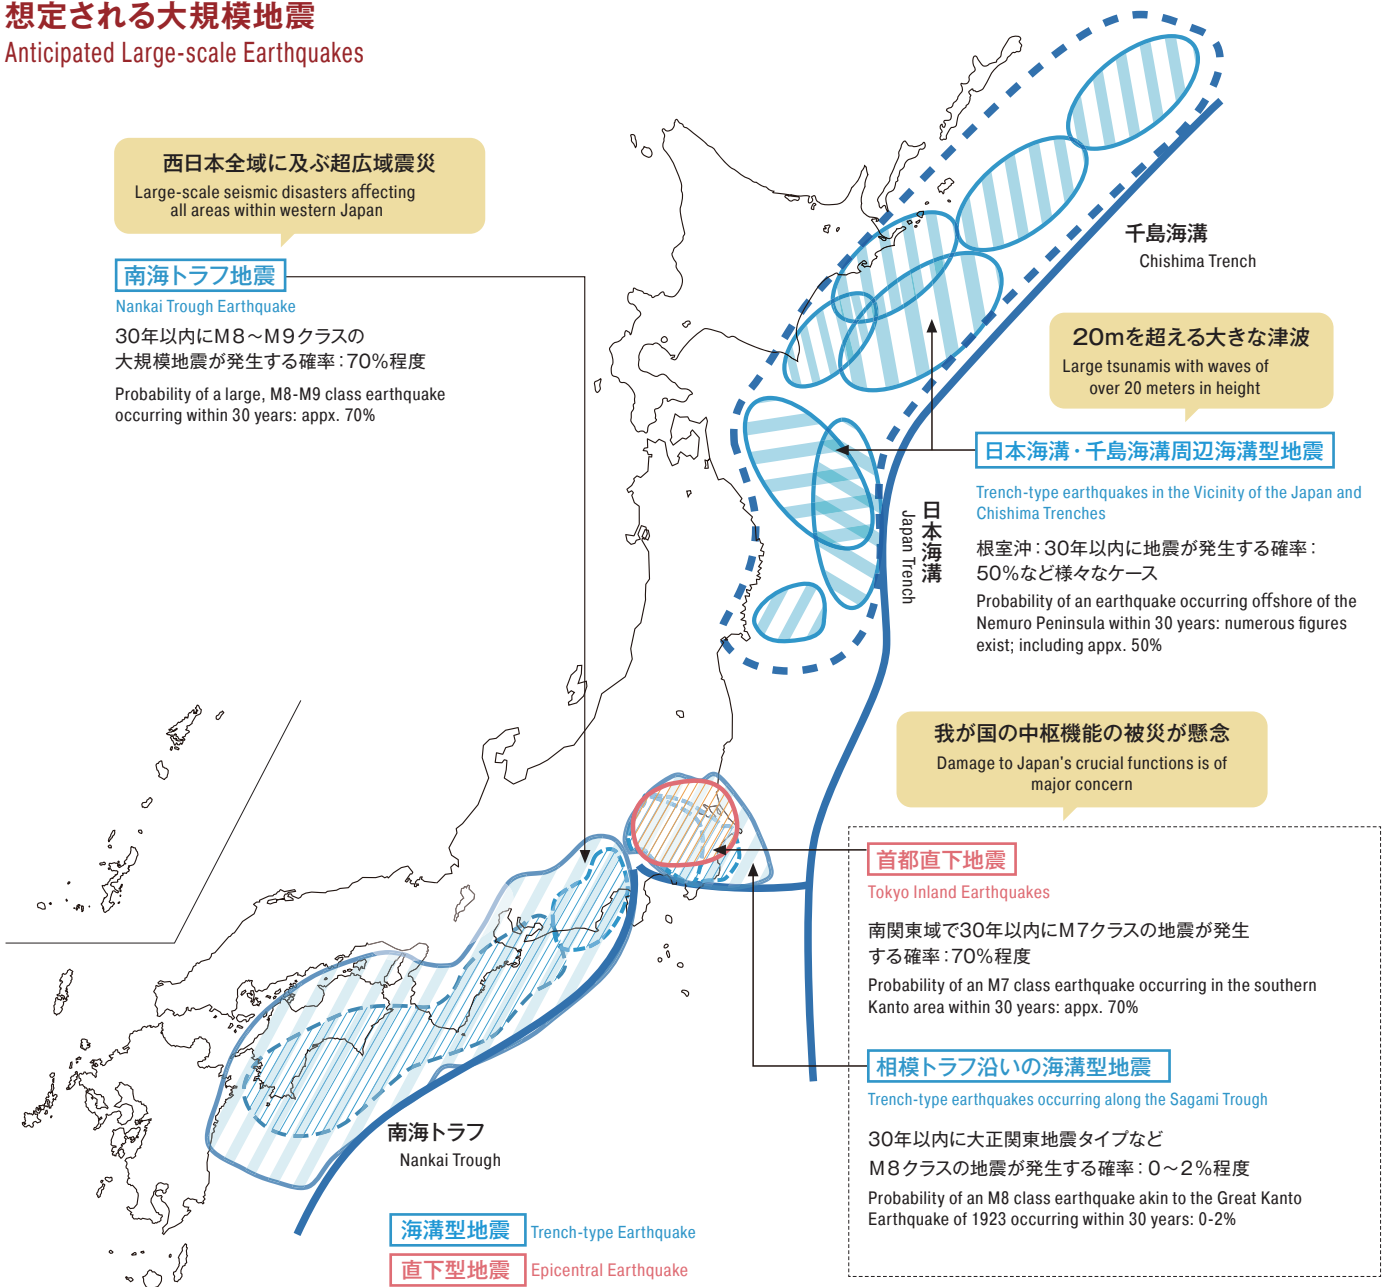 想定される大規模地震
Anticipated Large-scale Earthquakes
西日本全域に及ぶ超広域震災
Large-scale seismic disasters affecting
all areas within western Japan
南海トラフ地震
Nankai Trough Earthquake
30年以内にM8～M9クラスの
大規模地震が発生する確率：70%程度
Probability of a large, M8-M9 class earthquake
occurring within 30 years: appx. 70%
千島海溝
Chishima Trench
20mを超える大きな津波
Large tsunamis with waves of
over 20 meters in height
日本海溝・千島海溝周辺海溝型地震
Trench-type earthquakes in the Vicinity of the Japan and
Chishima Trenches
根室沖：30年以内に地震が発生する確率：
50%など様々なケース
Probability of an earthquake occurring offshore of the
Nemuro Peninsula within 30 years: numerous figures
exist; including appx. 50%
日本海溝
Japan Trench
我が国の中枢機能の被災が懸念
Damage to Japan's crucial functions is of
major concern
首都直下地震
Tokyo Inland Earthquakes
南関東域で30年以内にM7クラスの地震が発生
する確率：70%程度
Probability of an M7 class earthquake occurring in the southern
Kanto area within 30 years: appx. 70%
相模トラフ沿いの海溝型地震
Trench-type earthquakes occurring along the Sagami Trough
30年以内に大正関東地震タイプなど
M8クラスの地震が発生する確率：0～2%程度
Probability of an M8 class earthquake akin to the Great Kanto
Earthquake of 1923 occurring within 30 years: 0-2%
南海トラフ
Nankai Trough
海溝型地震 Trench-type Earthquake
直下型地震 Epicentral Earthquake